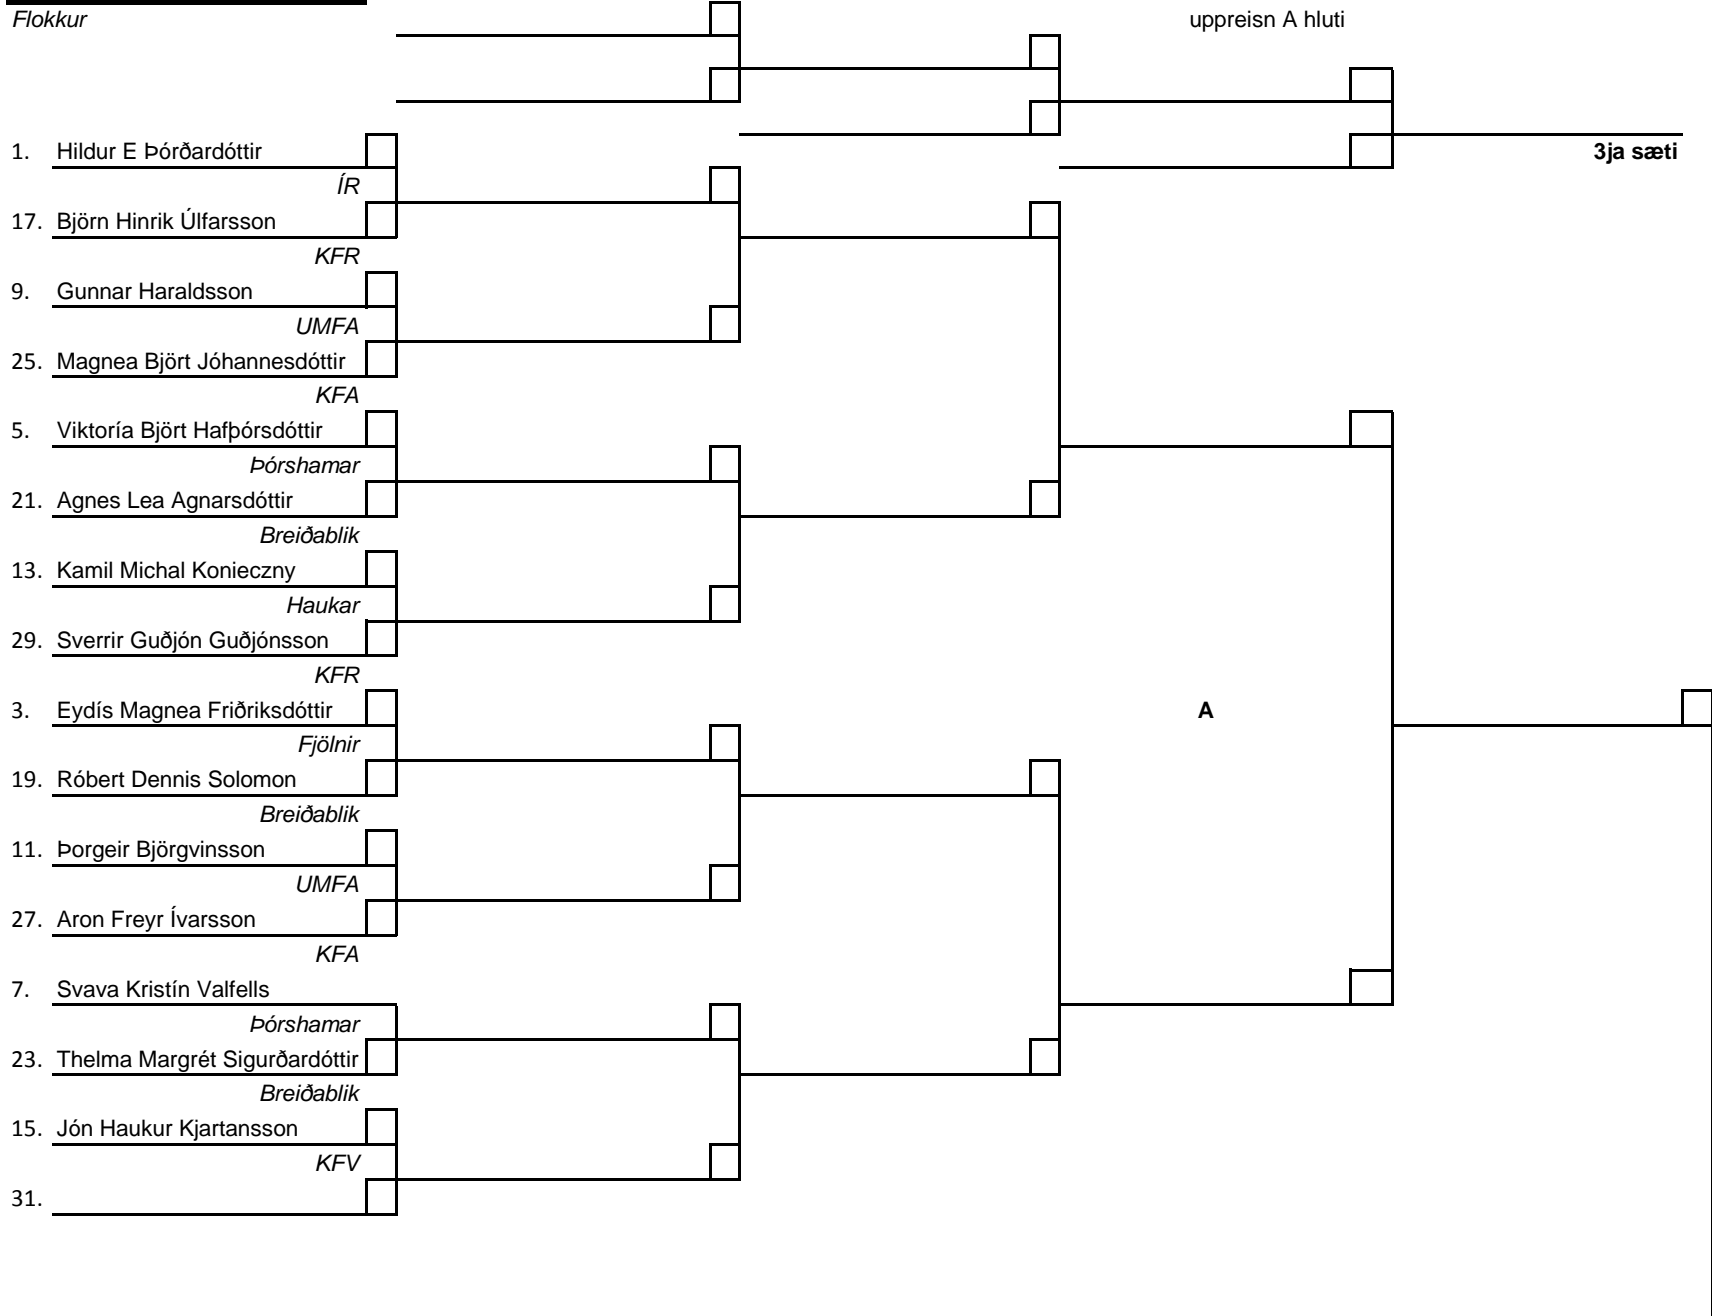 Flokkur
uppreisn A hluti
1. Hildur E Þórðardóttir
3ja sæti
ÍR
17. Björn Hinrik Úlfarsson
KFR
9. Gunnar Haraldsson
UMFA
25. Magnea Björt Jóhannesdóttir
KFA
5. Viktoría Björt Hafþórsdóttir
Þórshamar
21. Agnes Lea Agnarsdóttir
Breiðablik
13. Kamil Michal Konieczny
Haukar
29. Sverrir Guðjón Guðjónsson
KFR
3. Eydís Magnea Friðriksdóttir
A
Fjölnir
19. Róbert Dennis Solomon
Breiðablik
11. Þorgeir Björgvinsson
UMFA
27. Aron Freyr Ívarsson
KFA
7. Svava Kristín Valfells
Þórshamar
23. Thelma Margrét Sigurðardóttir
Breiðablik
15. Jón Haukur Kjartansson
KFV
31.